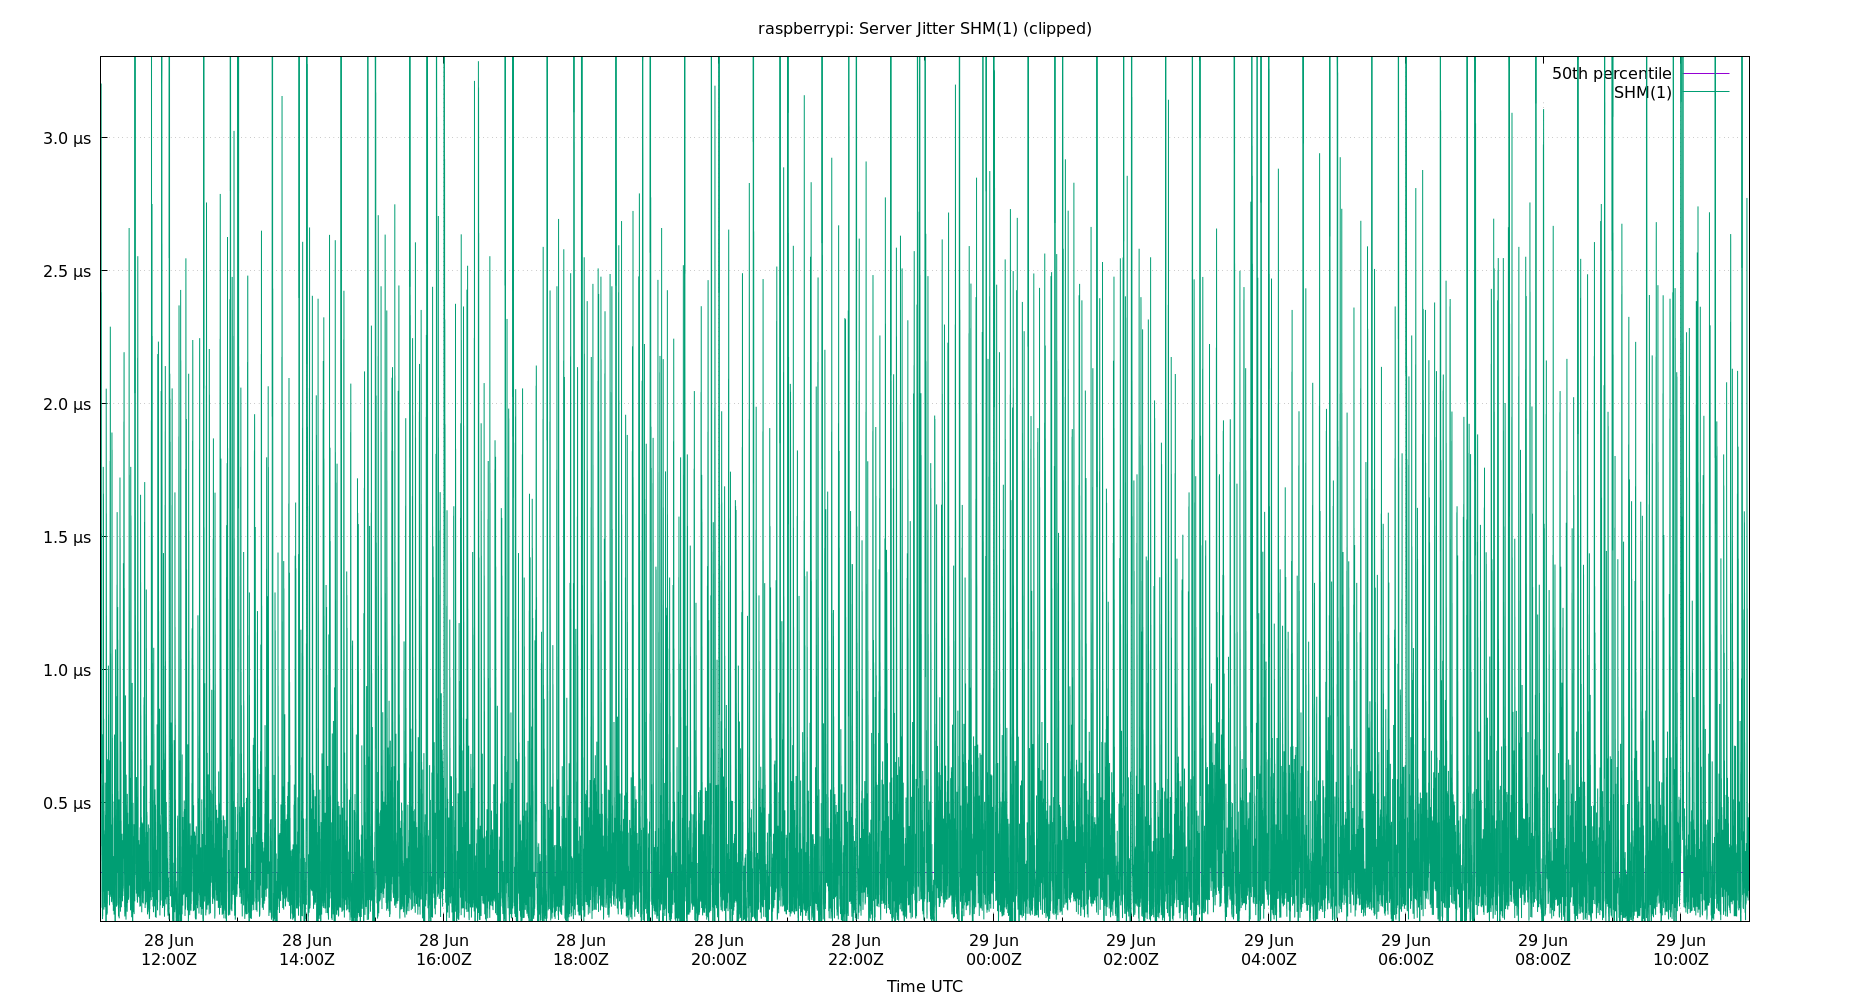 raspberrypi: Server Jitter SHM(1) (clipped)
50th percentile
SHM(1)
3.0 µs
2.5 µs
2.0 µs
1.5 µs
1.0 µs
0.5 µs
28 Jun 28 Jun 28 Jun 28 Jun 28 Jun 28 Jun 29 Jun 29 Jun 29 Jun 29 Jun 29 Jun 29 Jun
12:00Z 14:00Z 16:00Z 18:00Z 20:00Z 22:00Z 00:00Z 02:00Z 04:00Z 06:00Z 08:00Z 10:00Z
Time UTC